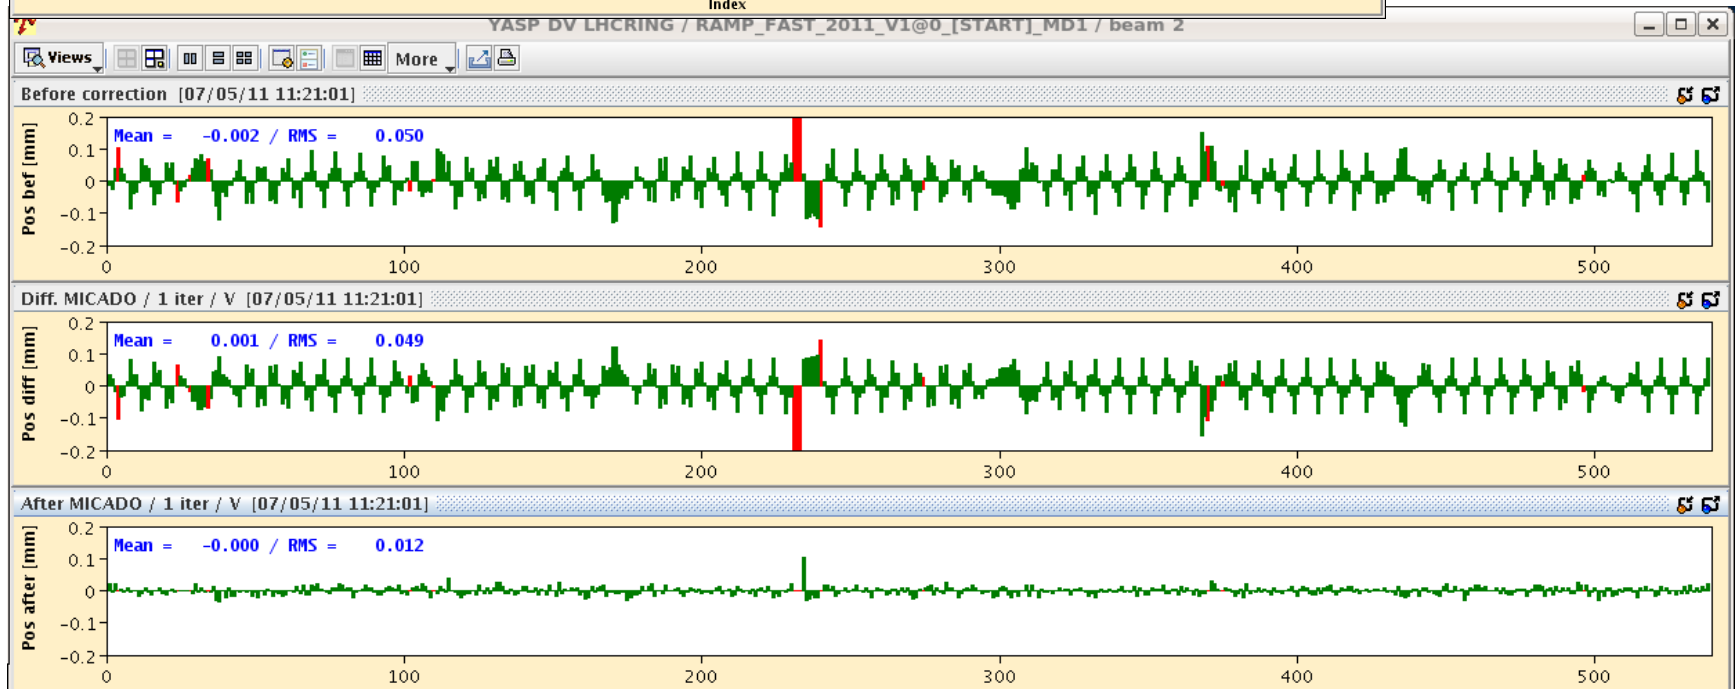 Index
YASP DV LHCRING / RAMP_FAST_2011_V1@0_[START]_MD1 / beam 2
Views More
Before correction [07/05/11 11:21:01]
Pos bef [mm]
Mean = -0.002 / RMS = 0.050
0.2
0.1
0
-0.1
-0.2
0 100 200 300 400 500
Diff. MICADO / 1 iter / V [07/05/11 11:21:01]
Pos diff [mm]
Mean = 0.001 / RMS = 0.049
0.2
0.1
0
-0.1
-0.2
0 100 200 300 400 500
After MICADO / 1 iter / V [07/05/11 11:21:01]
Pos after [mm]
Mean = -0.000 / RMS = 0.012
0.2
0.1
0
-0.1
-0.2
0 100 200 300 400 500